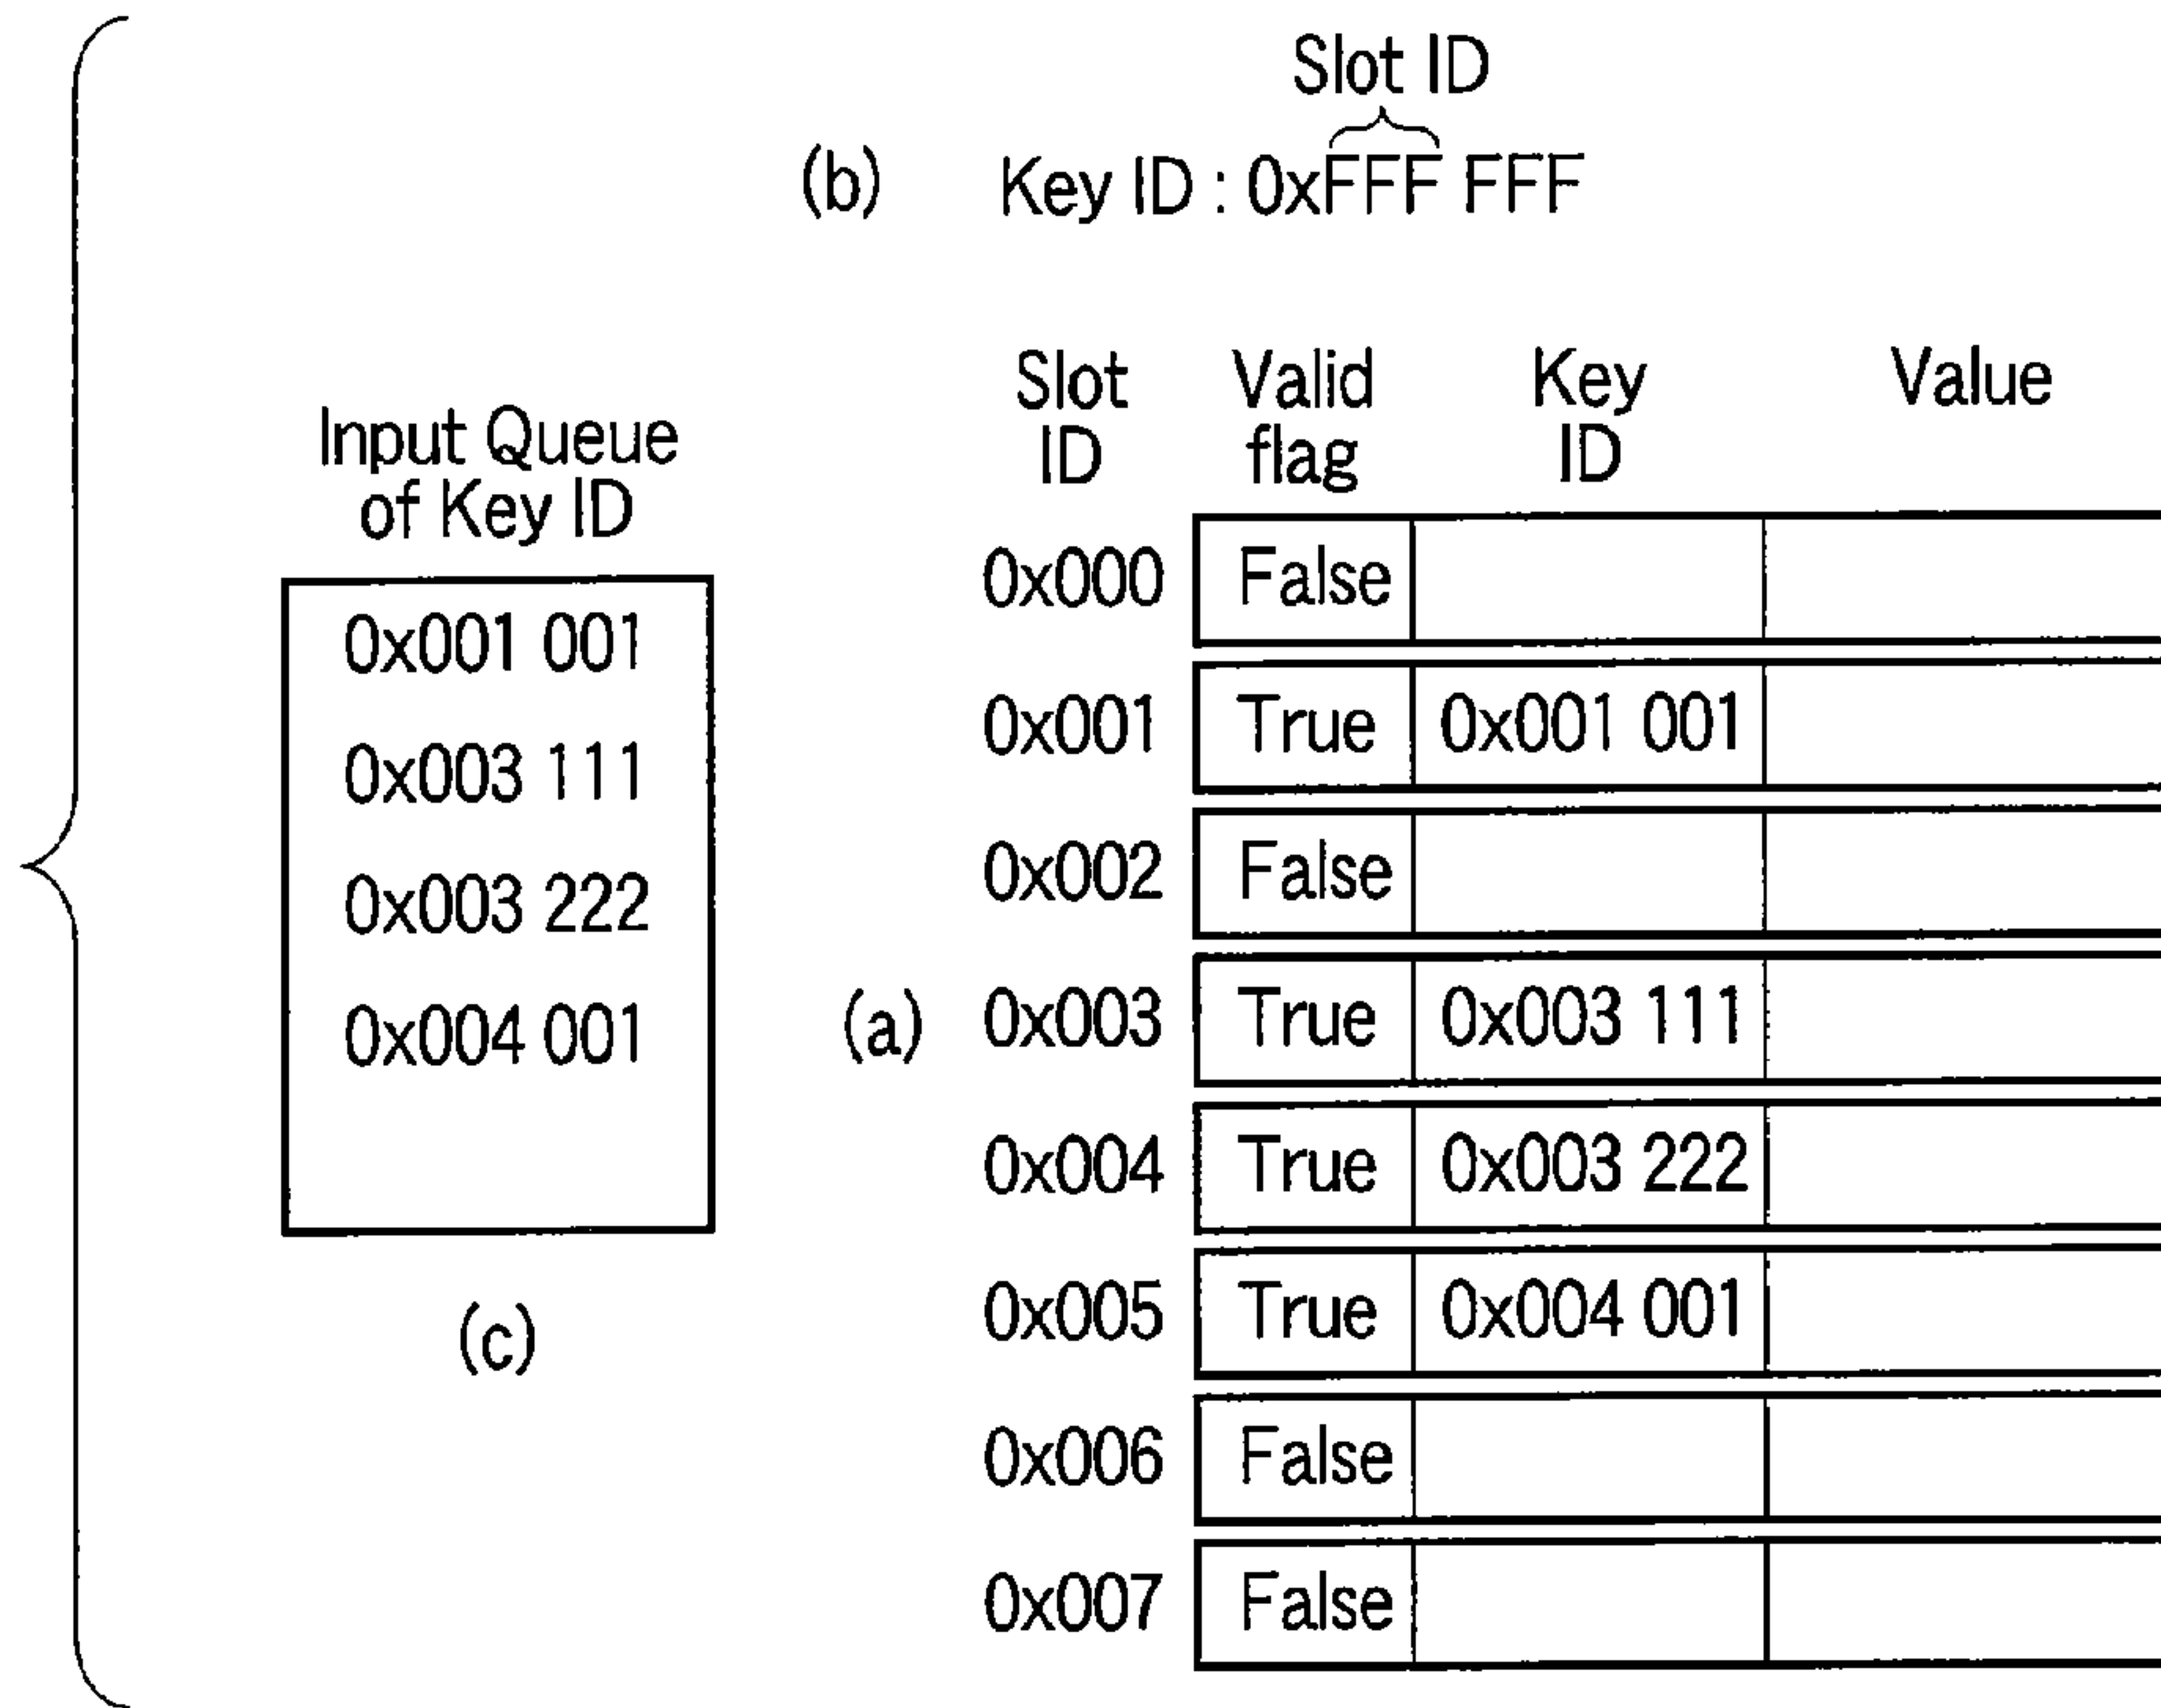 Slot ID
(b) Key ID : 0xFFF FFF
Input Queue
of Key ID
0x001 001
0x003 111
0x003 222
0x004 001
(c)
Slot ID Valid flag Key ID Value
(a)
0x000 False
0x001 True 0x001 001
0x002 False
0x003 True 0x003 111
0x004 True 0x003 222
0x005 True 0x004 001
0x006 False
0x007 False